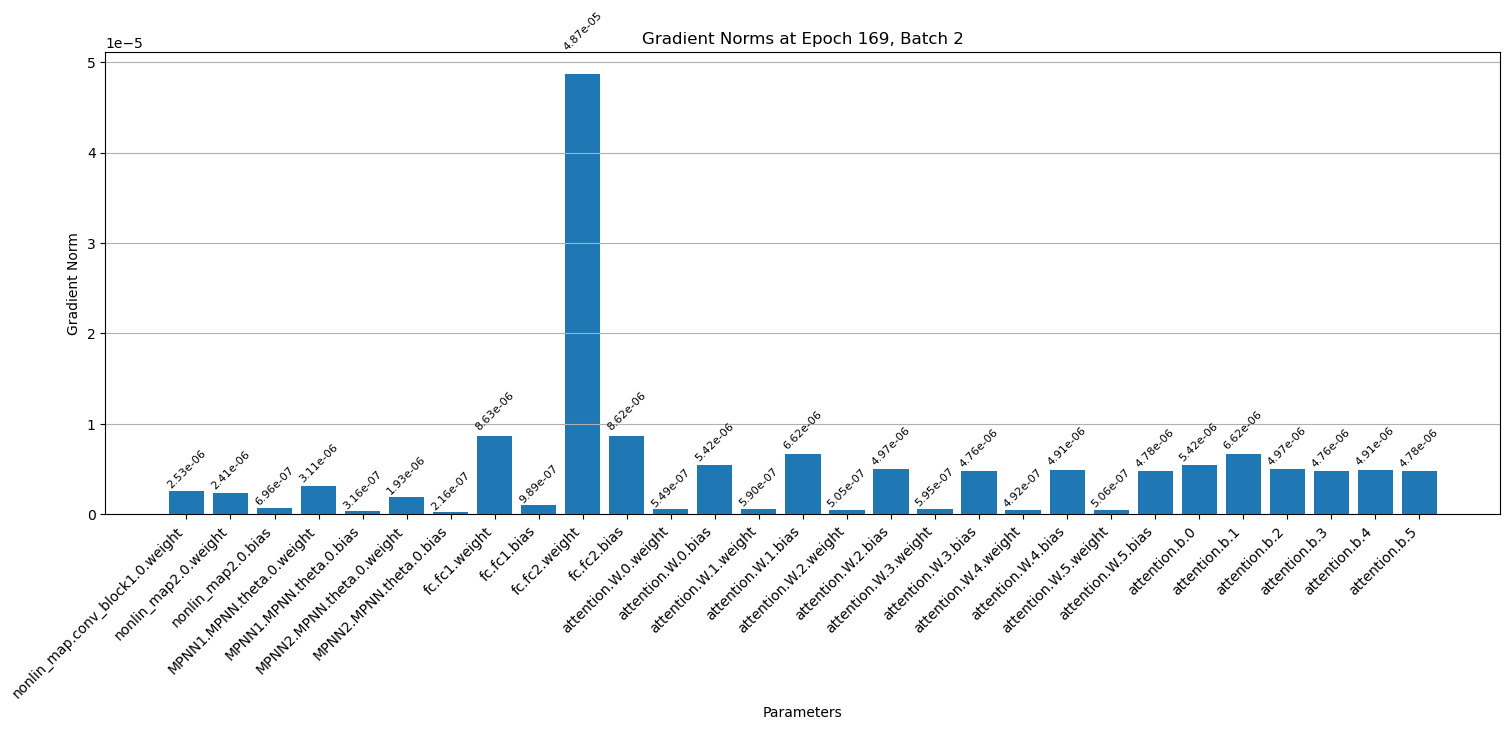 Gradient Norms at Epoch 169, Batch 2
1e−5
5
4
3
2
1
0
Gradient Norm
2.53e-06
2.41e-06
6.96e-07
3.11e-06
3.16e-07
1.93e-06
2.16e-07
8.63e-06
9.89e-07
4.87e-05
8.62e-06
5.49e-07
5.42e-06
5.90e-07
6.62e-06
5.05e-07
4.97e-06
5.95e-07
4.76e-06
4.92e-07
4.91e-06
5.06e-07
4.78e-06
5.42e-06
6.62e-06
4.97e-06
4.76e-06
4.91e-06
4.78e-06
nonlin_map.conv_block1.0.weight
nonlin_map2.0.weight
nonlin_map2.0.bias
MPNN1.MPNN.theta.0.weight
MPNN1.MPNN.theta.0.bias
MPNN2.MPNN.theta.0.weight
MPNN2.MPNN.theta.0.bias
fc.fc1.weight
fc.fc1.bias
fc.fc2.weight
fc.fc2.bias
attention.W.0.weight
attention.W.0.bias
attention.W.1.weight
attention.W.1.bias
attention.W.2.weight
attention.W.2.bias
attention.W.3.weight
attention.W.3.bias
attention.W.4.weight
attention.W.4.bias
attention.W.5.weight
attention.W.5.bias
attention.b.0
attention.b.1
attention.b.2
attention.b.3
attention.b.4
attention.b.5
Parameters